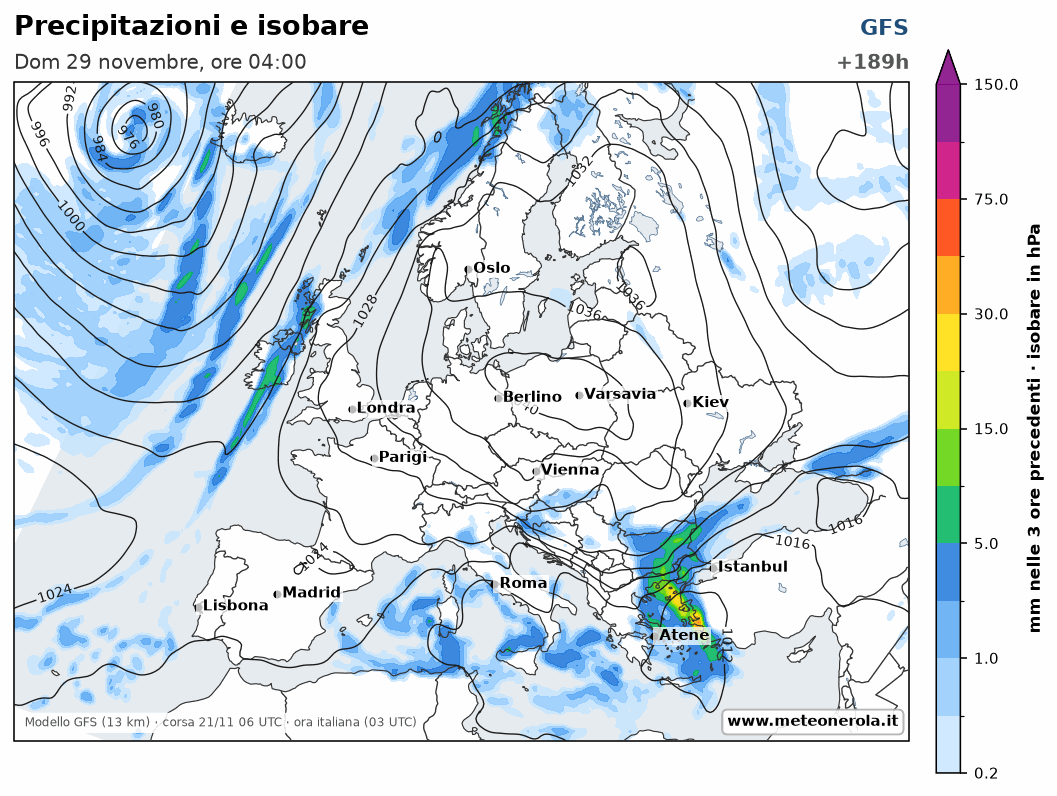 Precipitazioni e isobare
GFS
Dom 29 novembre, ore 04:00
+189h
992
980
996
976
984
1000
0
1032
1028
1036
1036
1024
1024
1016
1016
1012
Oslo
Berlino
Varsavia
Kiev
Londra
Parigi
Vienna
Istanbul
Roma
Madrid
Lisbona
Atene
Modello GFS (13 km) · corsa 21/11 06 UTC · ora italiana (03 UTC)
www.meteonerola.it
150.0
75.0
30.0
15.0
5.0
1.0
0.2
mm nelle 3 ore precedenti · isobare in hPa